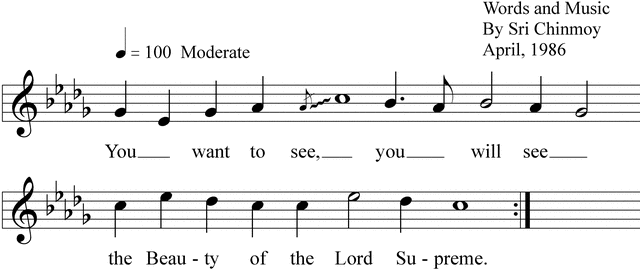 Words and Music
By Sri Chinmoy
April, 1986
= 100 Moderate
You___ want to see,___ you___ will see___
the Beau - ty of the Lord Su - preme.